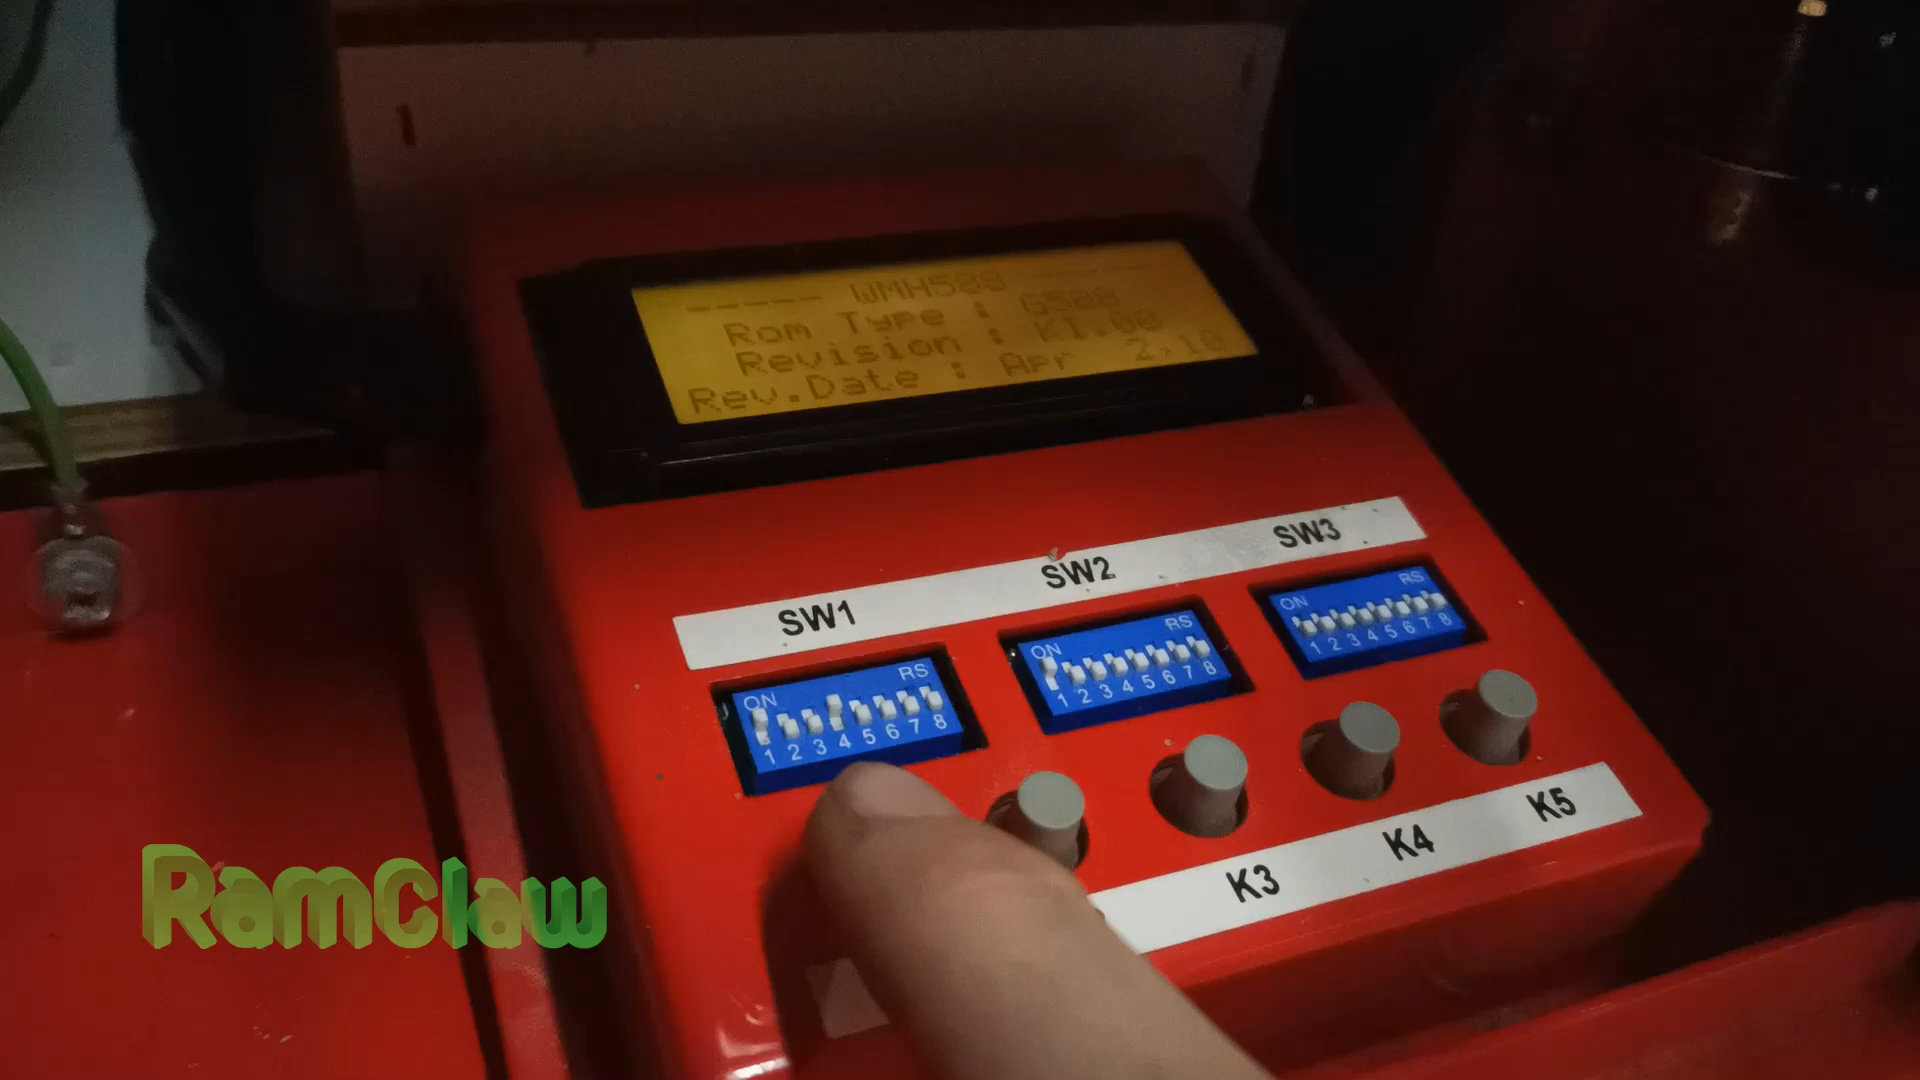 ----- WMH588 -----
Rom Type : G588
Revision : K1.00
Rev.Date : Apr 2,10
SW1 SW2 SW3
ON RS
1 2 3 4 5 6 7 8
ON RS
1 2 3 4 5 6 7 8
ON RS
1 2 3 4 5 6 7 8
K3 K4 K5
RamClaw